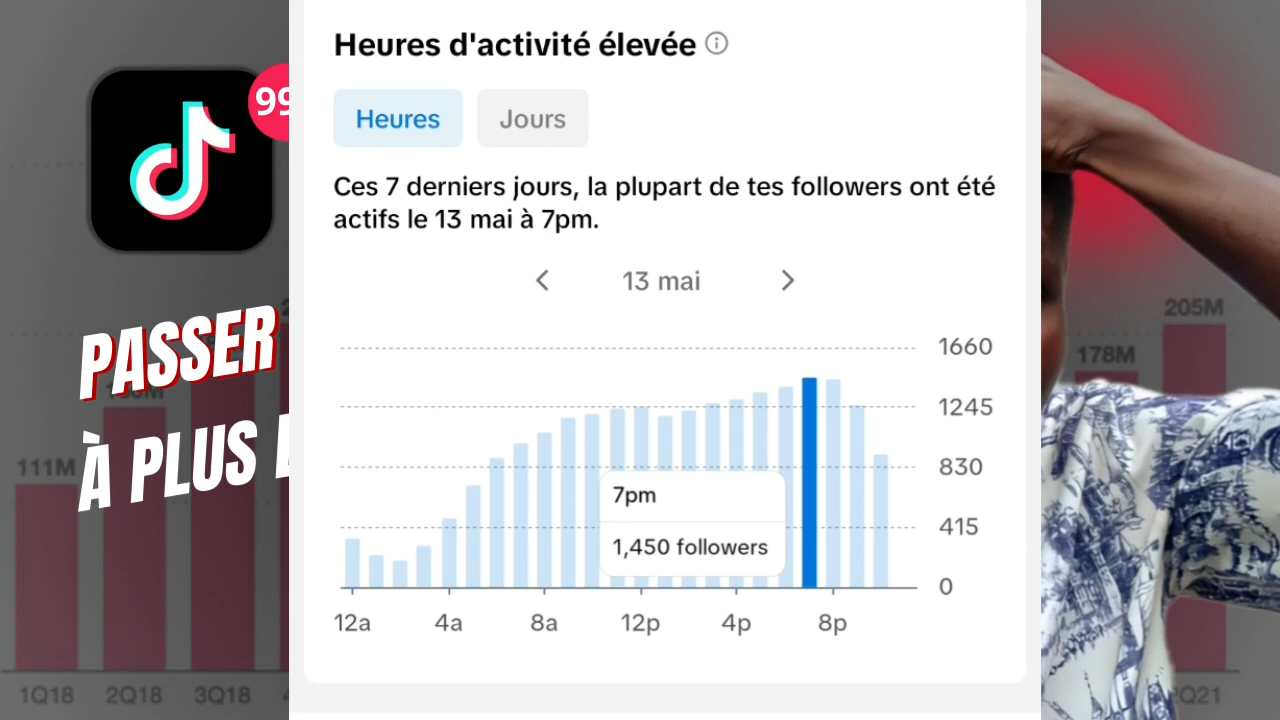 Heures d'activité élevée
Heures
Jours
Ces 7 derniers jours, la plupart de tes followers ont été
actifs le 13 mai à 7pm.
13 mai
1660
1245
830
415
0
7pm
1,450 followers
12a 4a 8a 12p 4p 8p
99
PASSER
À PLUS
111M
1Q18 2Q18 3Q18
178M
205M